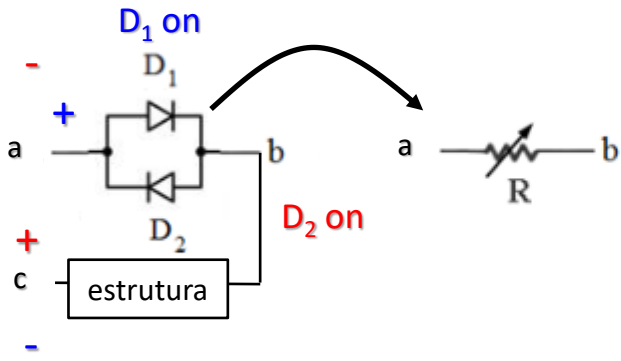 D₁ on
-
D₁
+
a
b
a
b
R
D₂ on
D₂
+
c
estrutura
-